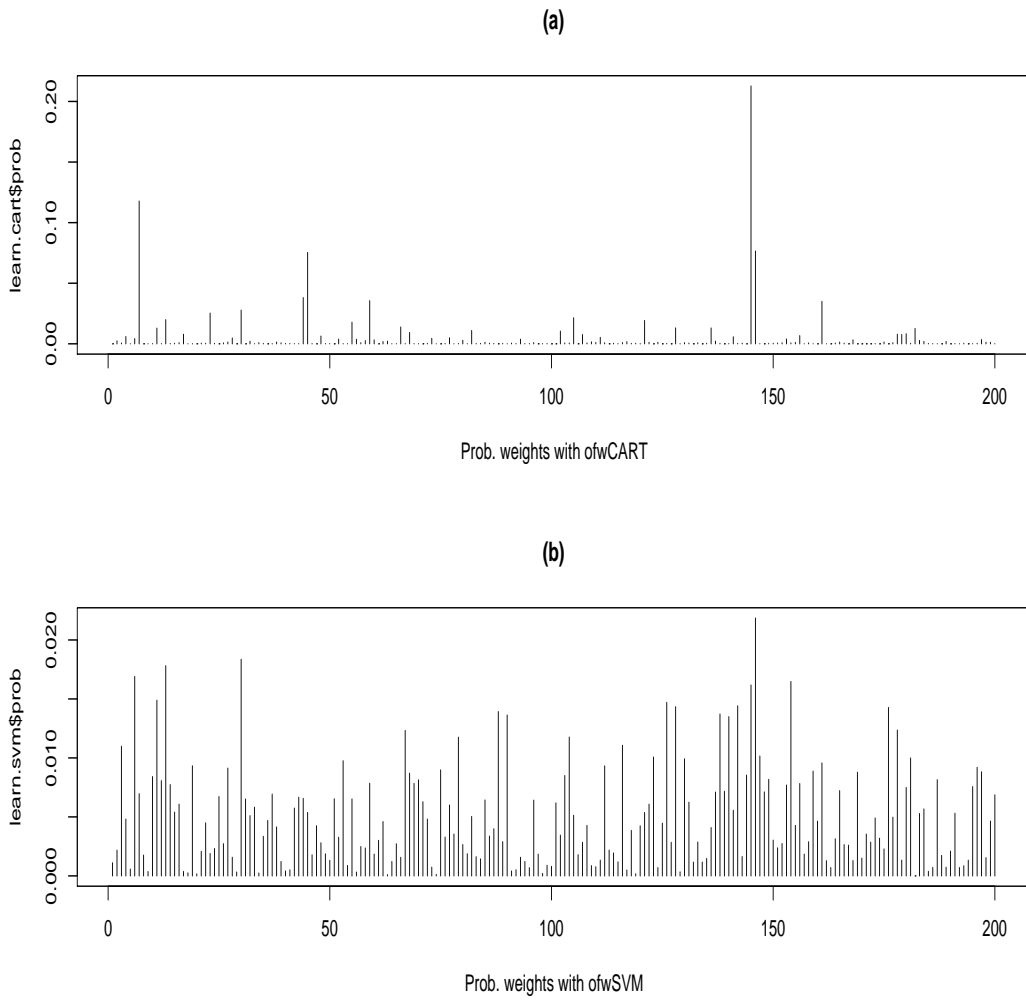 (a)
learn.cart$prob
0.00 0.10 0.20
0 50 100 150 200
Prob. weights with ofwCART
(b)
learn.svm$prob
0.000 0.010 0.020
0 50 100 150 200
Prob. weights with ofwSVM